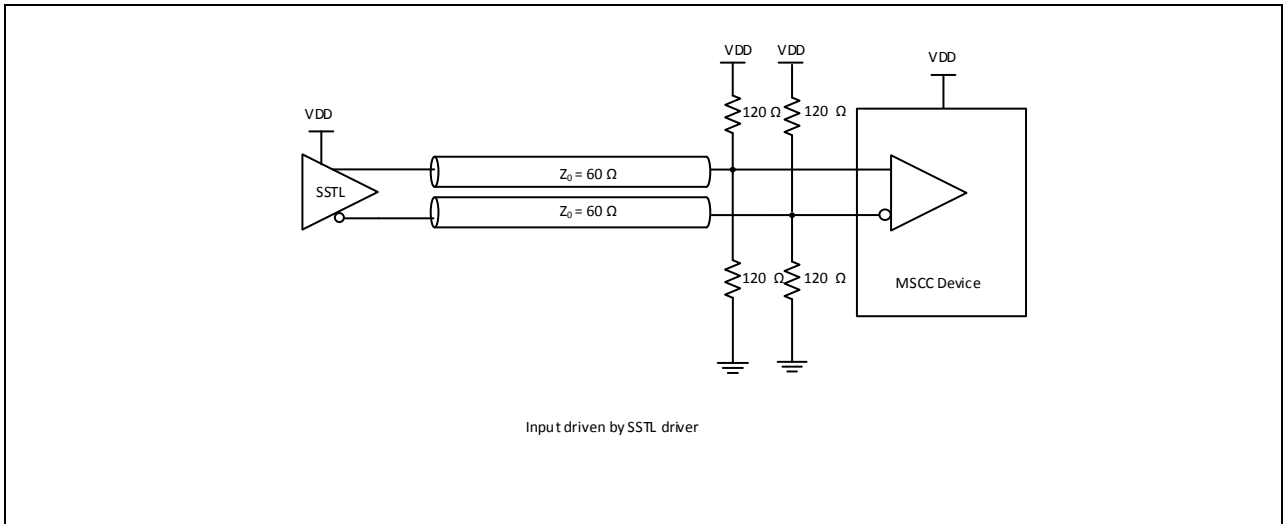 VDD VDD
VDD
120 Ω 120 Ω
VDD
SSTL
Z₀ = 60 Ω
Z₀ = 60 Ω
120 Ω 120 Ω
MSCC Device
Input driven by SSTL driver